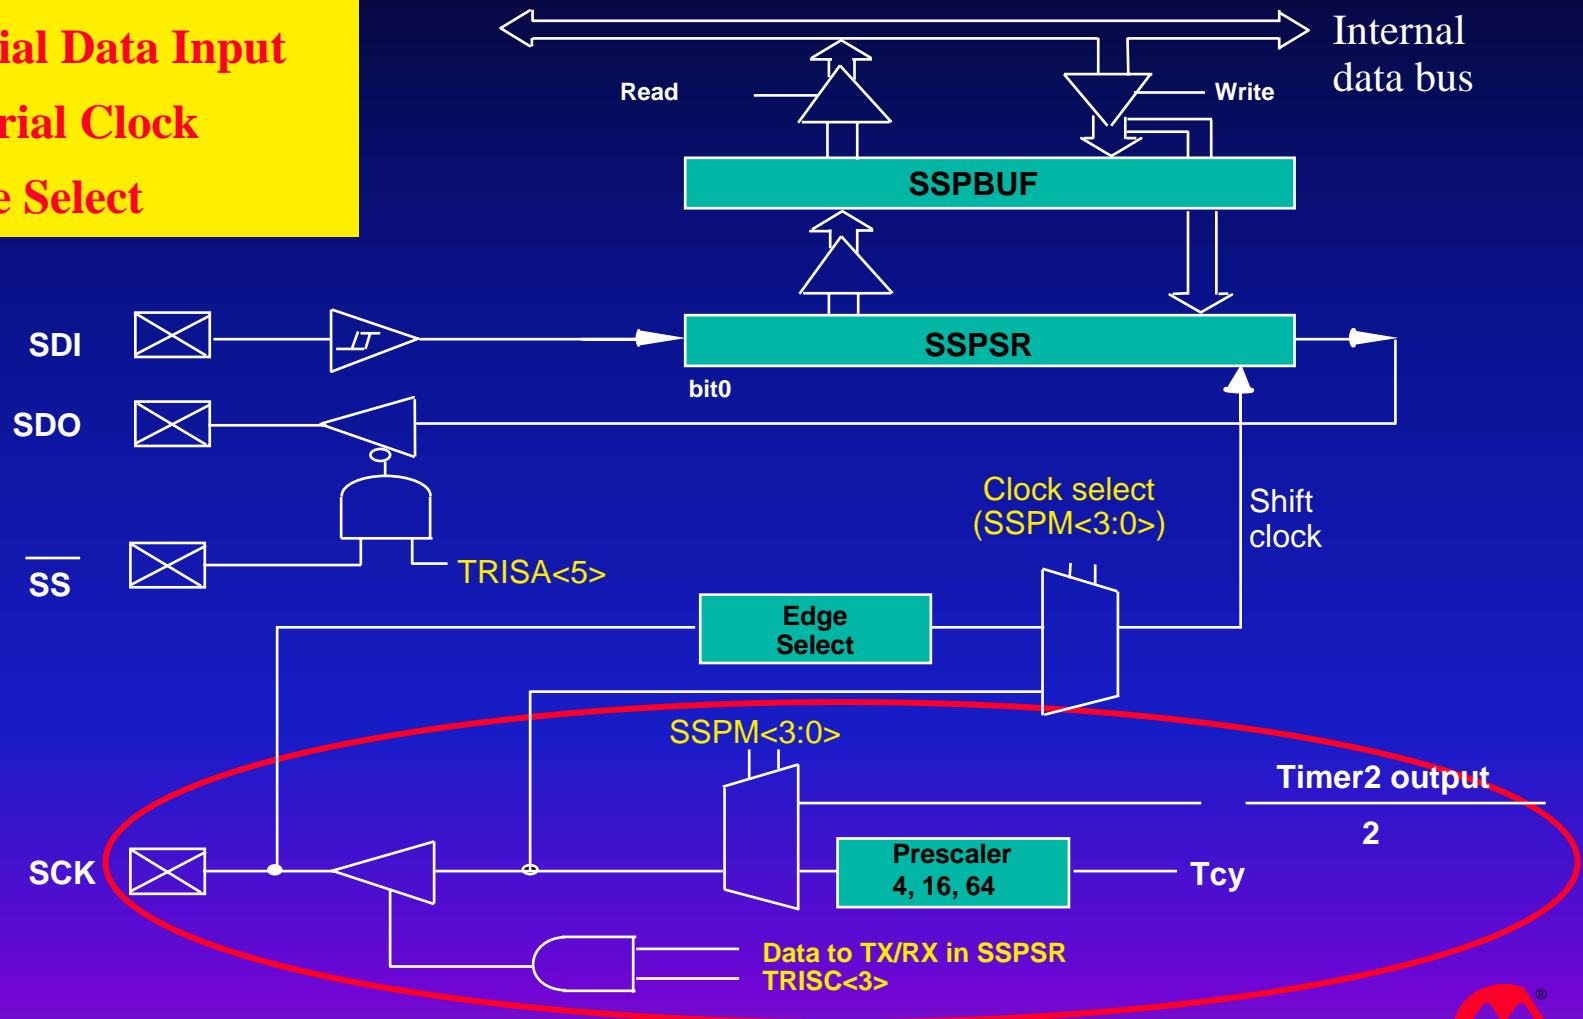 ial Data Input
rial Clock
e Select
Internal
data bus
Read
Write
SSPBUF
SDI
SSPSR
bit0
SDO
Clock select
(SSPM<3:0>)
Shift
clock
SS
TRISA<5>
Edge
Select
SSPM<3:0>
Timer2 output
2
SCK
Prescaler
4, 16, 64
Tcy
Data to TX/RX in SSPSR
TRISC<3>
®